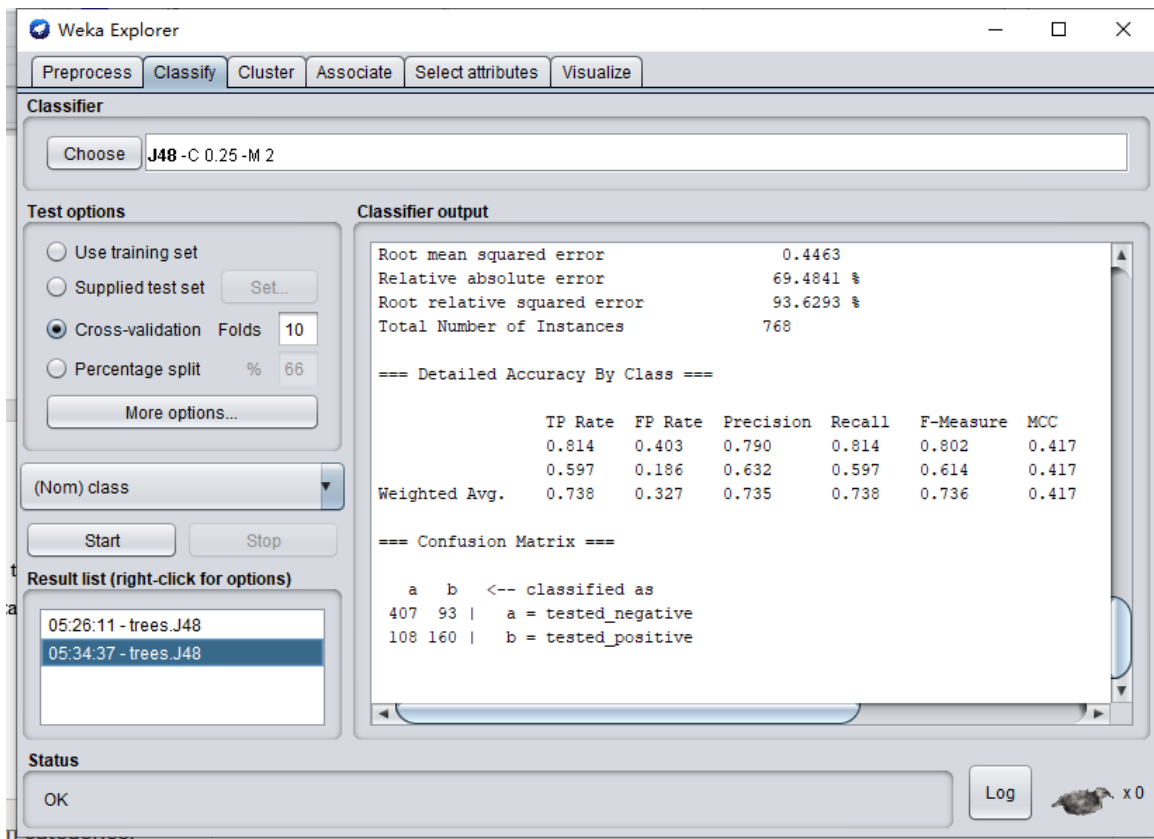 Weka Explorer
Preprocess Classify Cluster Associate Select attributes Visualize
Classifier
Choose J48 -C 0.25 -M 2
Test options
Use training set
Supplied test set Set...
Cross-validation Folds 10
Percentage split % 66
More options...
(Nom) class
Start Stop
Result list (right-click for options)
05:26:11 - trees.J48
05:34:37 - trees.J48
Classifier output
Root mean squared error 0.4463
Relative absolute error 69.4841 %
Root relative squared error 93.6293 %
Total Number of Instances 768
=== Detailed Accuracy By Class ===
TP Rate FP Rate Precision Recall F-Measure MCC
0.814 0.403 0.790 0.814 0.802 0.417
0.597 0.186 0.632 0.597 0.614 0.417
Weighted Avg. 0.738 0.327 0.735 0.738 0.736 0.417
=== Confusion Matrix ===
a b <-- classified as
407 93 | a = tested_negative
108 160 | b = tested_positive
Status
OK
Log
x 0